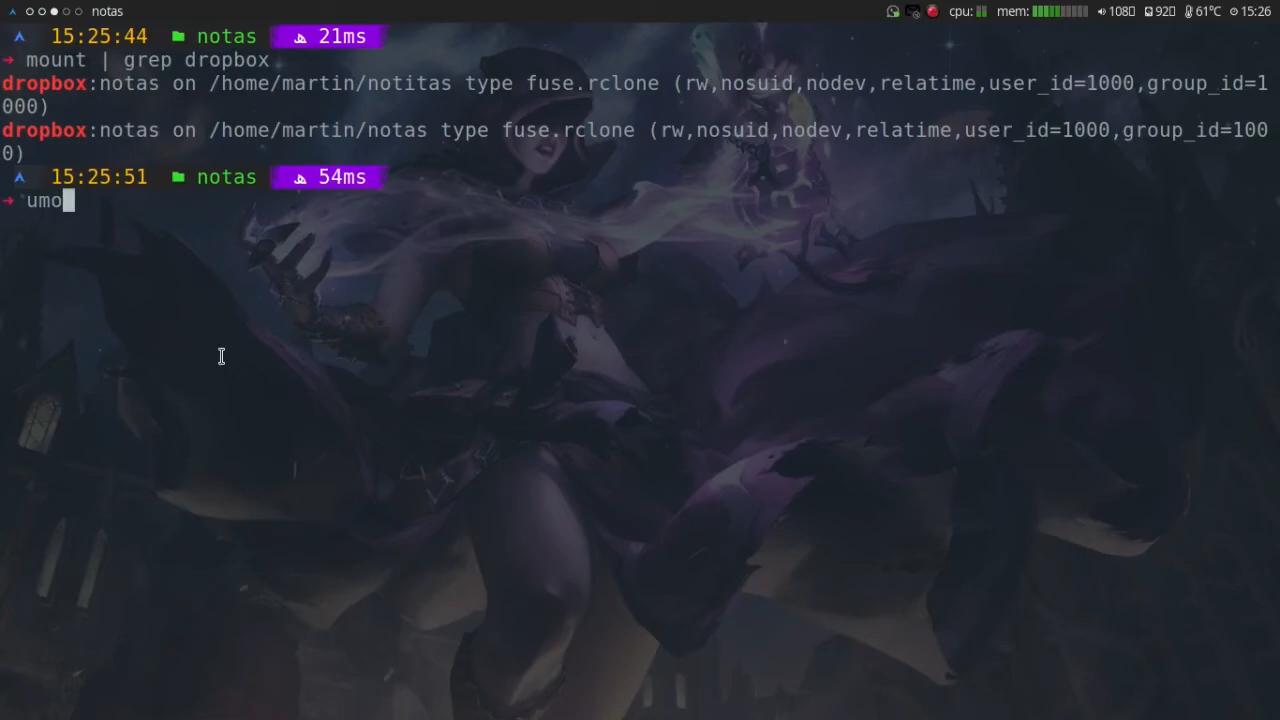 notas
cpu: mem: 108 92 61°C 15:26
15:25:44 notas 21ms
➜ mount | grep dropbox
dropbox:notas on /home/martin/notitas type fuse.rclone (rw,nosuid,nodev,relatime,user_id=1000,group_id=1
000)
dropbox:notas on /home/martin/notas type fuse.rclone (rw,nosuid,nodev,relatime,user_id=1000,group_id=100
0)
15:25:51 notas 54ms
➜ umo